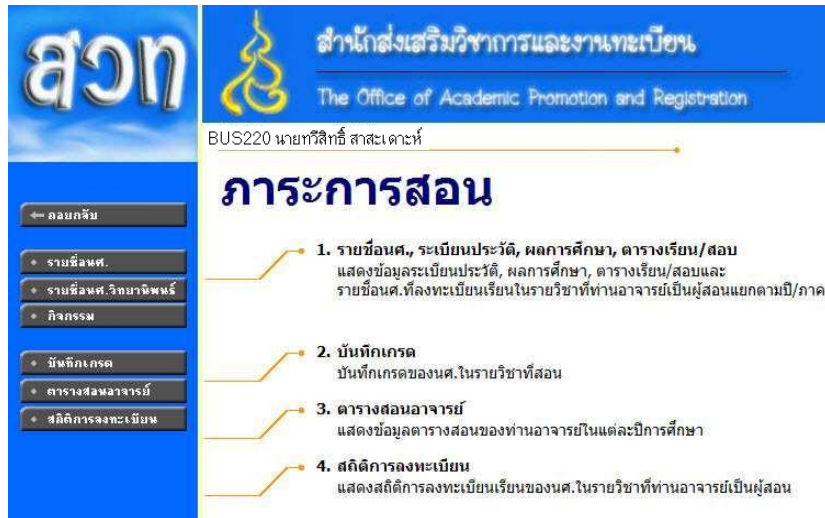 สวท
สำนักส่งเสริมวิชาการและงานทะเบียน
The Office of Academic Promotion and Registration
BUS220 นายทวีสิทธิ์ สาสะเดาะห์
ภาระการสอน
← ถอยกลับ
รายชื่อนศ.
รายชื่อนศ.วิทยานิพนธ์
กิจกรรม
บันทึกเกรด
ตารางสอนอาจารย์
สถิติการลงทะเบียน
1. รายชื่อนศ., ระเบียนประวัติ, ผลการศึกษา, ตารางเรียน/สอบ
แสดงข้อมูลระเบียนประวัติ, ผลการศึกษา, ตารางเรียน/สอบและ
รายชื่อนศ.ที่ลงทะเบียนเรียนในรายวิชาที่ท่านอาจารย์เป็นผู้สอนแยกตามปี/ภาค
2. บันทึกเกรด
บันทึกเกรดของนศ.ในรายวิชาที่สอน
3. ตารางสอนอาจารย์
แสดงข้อมูลตารางสอนของท่านอาจารย์ในแต่ละปีการศึกษา
4. สถิติการลงทะเบียน
แสดงสถิติการลงทะเบียนเรียนของนศ.ในรายวิชาที่ท่านอาจารย์เป็นผู้สอน